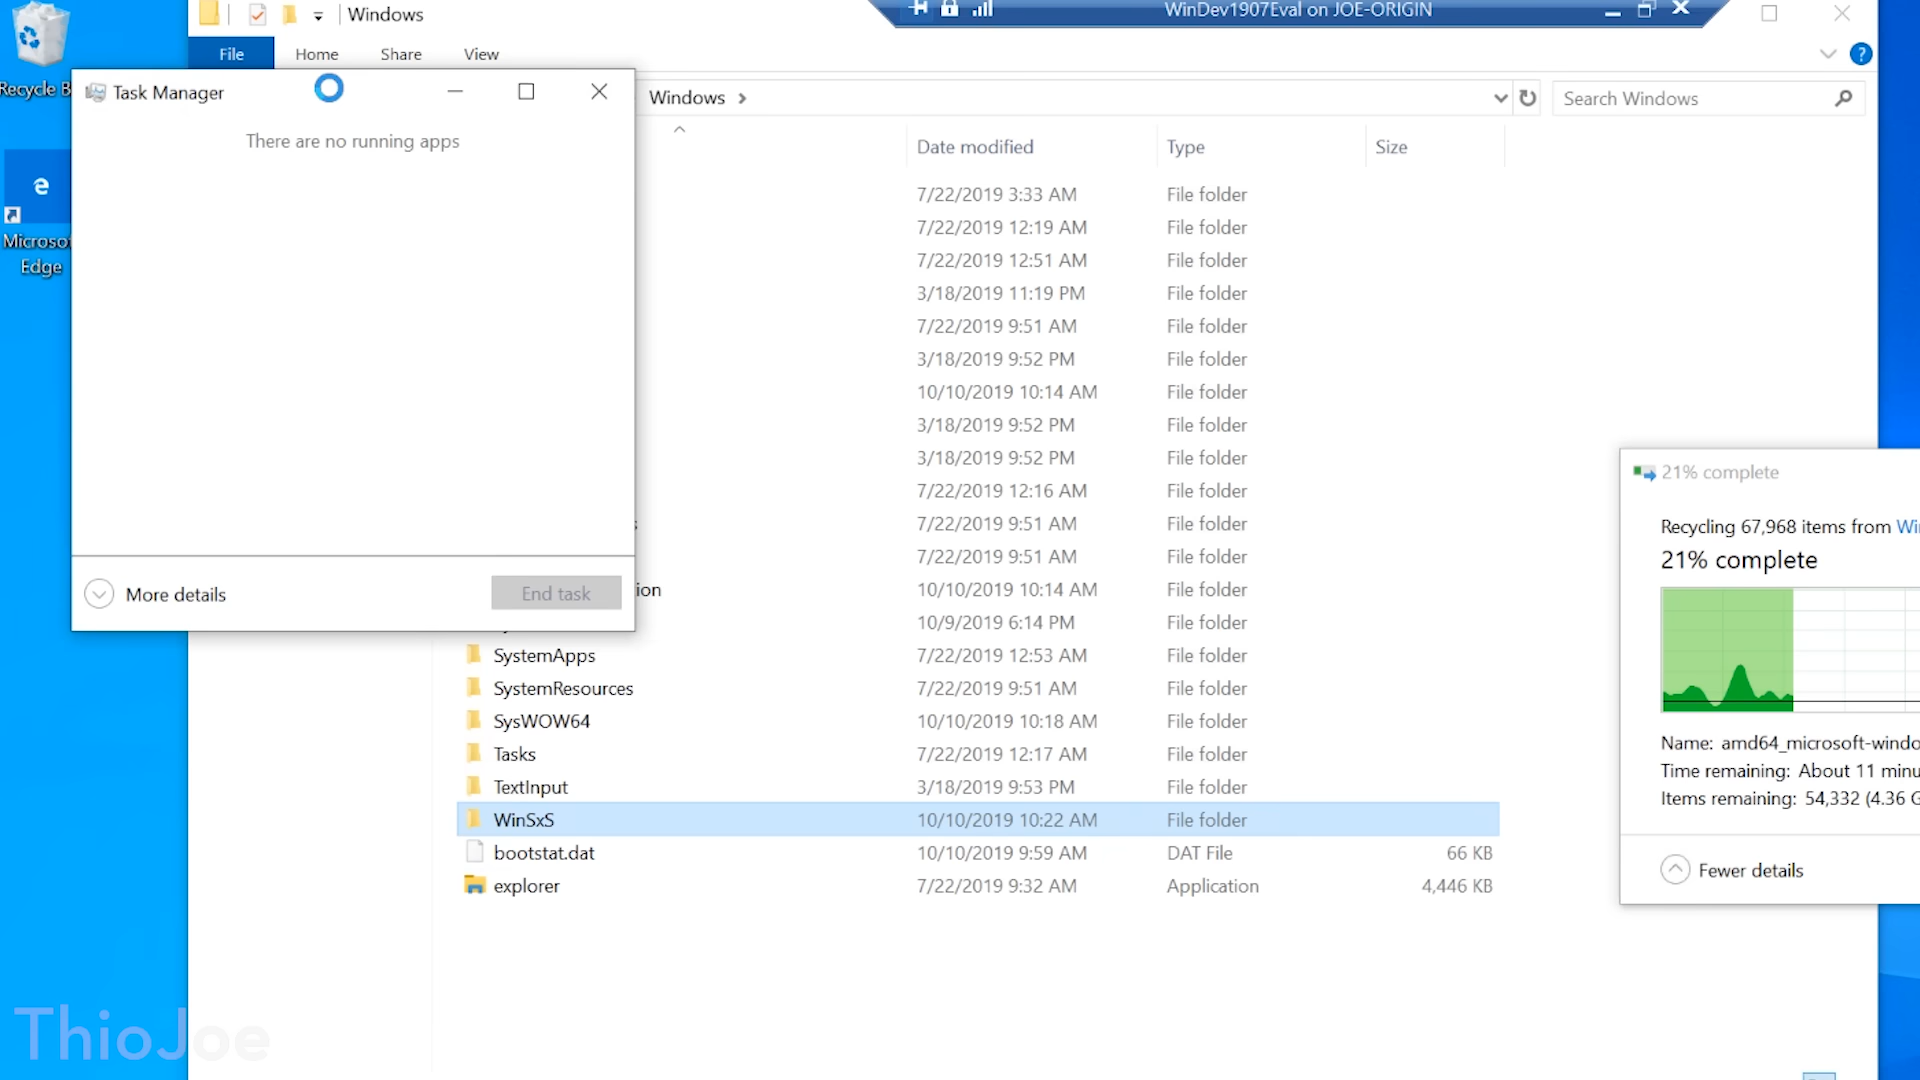 Windows
WinDev1907Eval on JOE-ORIGIN
File
Home
Share
View
Recycle B
Task Manager
Windows
Search Windows
There are no running apps
Date modified
Type
Size
7/22/2019 3:33 AM File folder
7/22/2019 12:19 AM File folder
7/22/2019 12:51 AM File folder
3/18/2019 11:19 PM File folder
7/22/2019 9:51 AM File folder
3/18/2019 9:52 PM File folder
10/10/2019 10:14 AM File folder
3/18/2019 9:52 PM File folder
3/18/2019 9:52 PM File folder
7/22/2019 12:16 AM File folder
s 7/22/2019 9:51 AM File folder
7/22/2019 9:51 AM File folder
ion 10/10/2019 10:14 AM File folder
10/9/2019 6:14 PM File folder
SystemApps 7/22/2019 12:53 AM File folder
SystemResources 7/22/2019 9:51 AM File folder
SysWOW64 10/10/2019 10:18 AM File folder
Tasks 7/22/2019 12:17 AM File folder
TextInput 3/18/2019 9:53 PM File folder
WinSxS 10/10/2019 10:22 AM File folder
bootstat.dat 10/10/2019 9:59 AM DAT File 66 KB
explorer 7/22/2019 9:32 AM Application 4,446 KB
Microsof
Edge
More details
End task
21% complete
Recycling 67,968 items from Wi
21% complete
Name: amd64_microsoft-windo
Time remaining: About 11 minu
Items remaining: 54,332 (4.36 G
Fewer details
ThioJoe